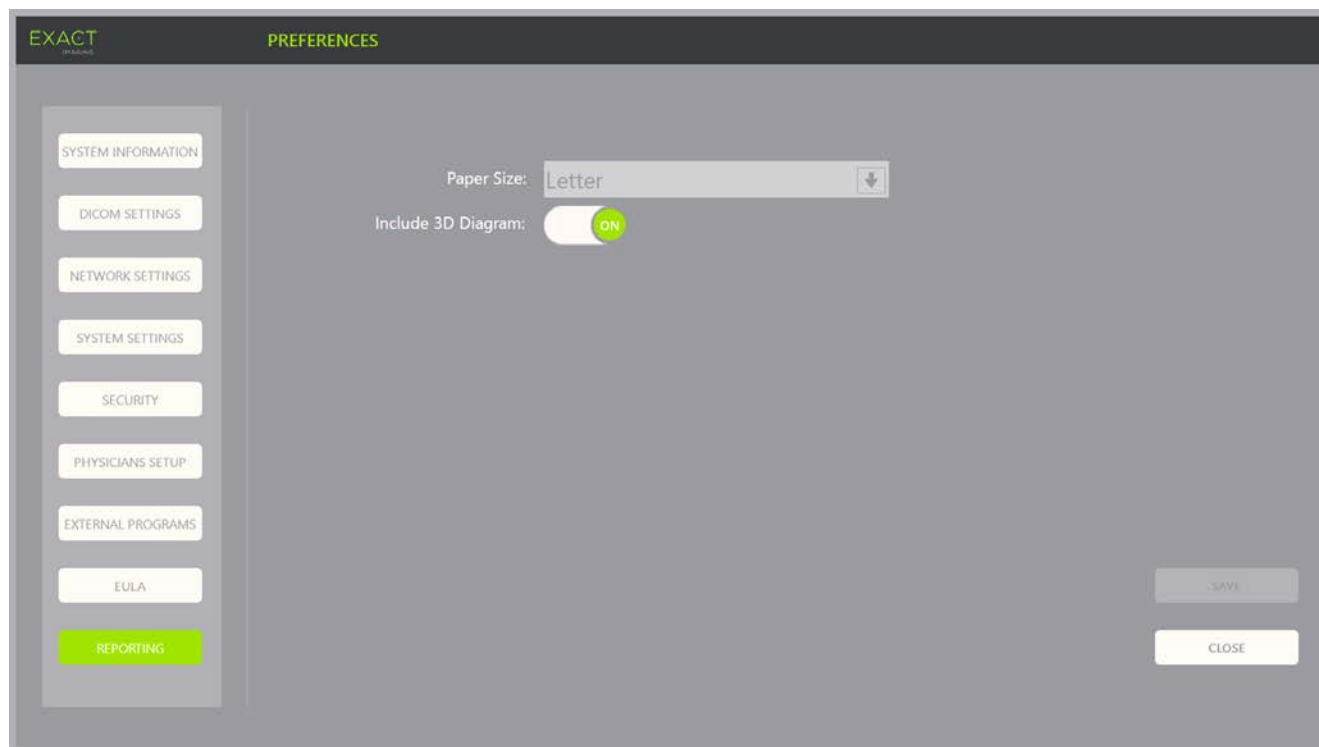 EXACT
IMAGING
PREFERENCES
SYSTEM INFORMATION
DICOM SETTINGS
NETWORK SETTINGS
SYSTEM SETTINGS
SECURITY
PHYSICIANS SETUP
EXTERNAL PROGRAMS
EULA
REPORTING
Paper Size: Letter
Include 3D Diagram: ON
SAVE
CLOSE